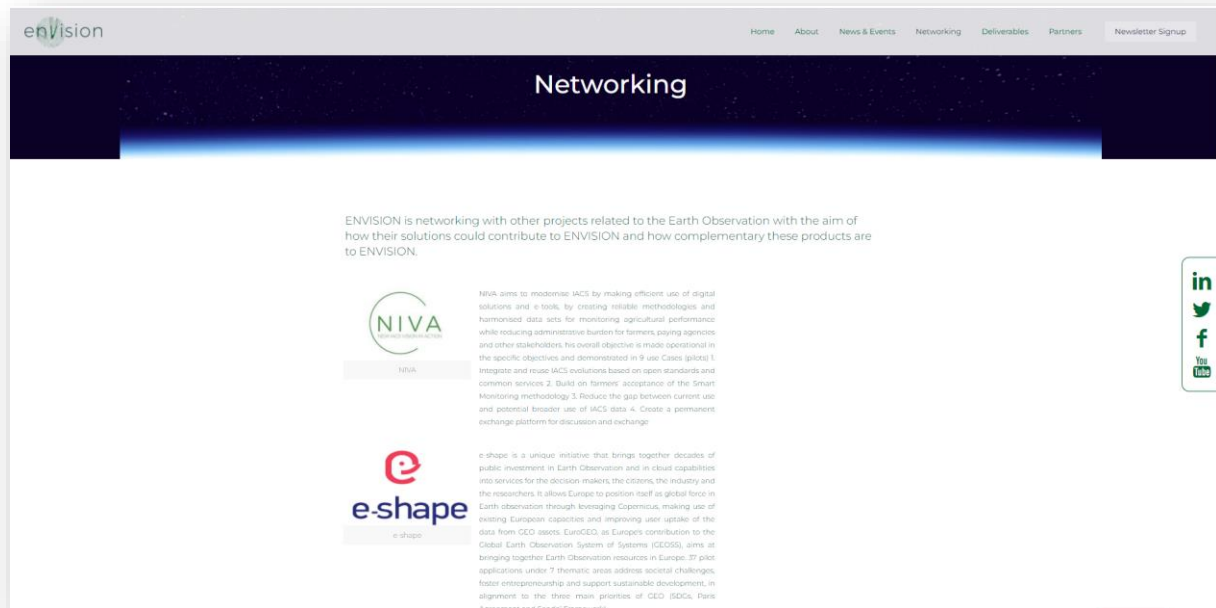 envision
Home About News & Events Networking Deliverables Partners Newsletter Signup
Networking
ENVISION is networking with other projects related to the Earth Observation with the aim of
how their solutions could contribute to ENVISION and how complementary these products are
to ENVISION.
NIVA
NEW IACS VISION IN ACTION
NIVA
NIVA aims to modernise IACS by making efficient use of digital
solutions and e-tools, by creating reliable methodologies and
harmonised data sets for monitoring agricultural performance
while reducing administrative burden for farmers, paying agencies
and other stakeholders. his overall objective is made operational in
the specific objectives and demonstrated in 9 use Cases (pilots) 1.
Integrate and reuse IACS evolutions based on open standards and
common services 2. Build on farmers' acceptance of the Smart
Monitoring methodology 3. Reduce the gap between current use
and potential broader use of IACS data 4. Create a permanent
exchange platform for discussion and exchange
e-shape
e-shape
e-shape is a unique initiative that brings together decades of
public investment in Earth Observation and in cloud capabilities
into services for the decision-makers, the citizens, the industry and
the researchers. It allows Europe to position itself as global force in
Earth observation through leveraging Copernicus, making use of
existing European capacities and improving user uptake of the
data from GEO assets. EuroGEO, as Europe's contribution to the
Global Earth Observation System of Systems (GEOSS), aims at
bringing together Earth Observation resources in Europe. 37 pilot
applications under 7 thematic areas address societal challenges,
foster entrepreneurship and support sustainable development, in
alignment to the three main priorities of GEO (SDGs, Paris
in
f
You
Tube